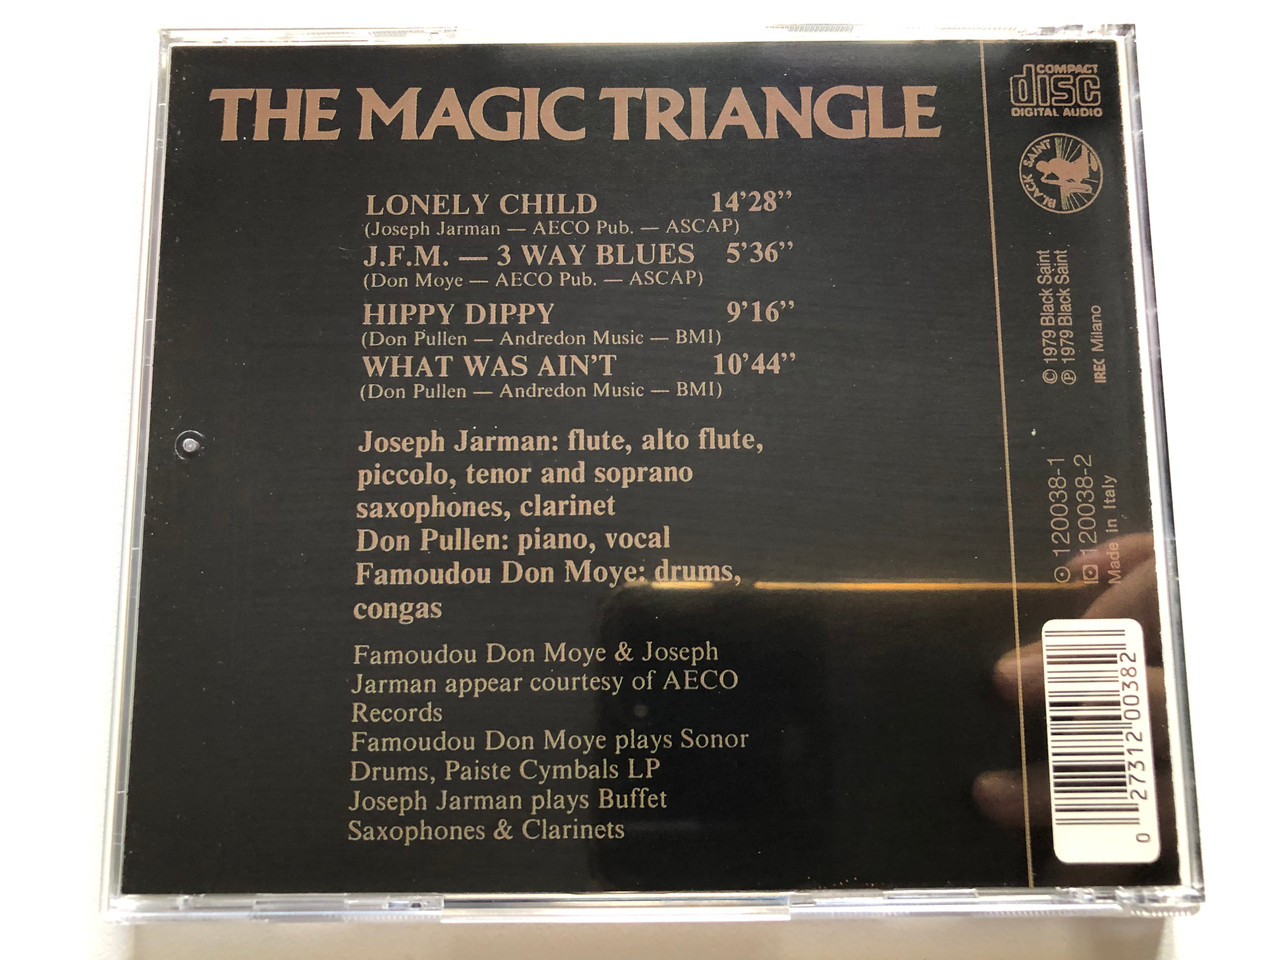 THE MAGIC TRIANGLE
LONELY CHILD 14’28”
(Joseph Jarman — AECO Pub. — ASCAP)
J.F.M. — 3 WAY BLUES 5’36”
(Don Moye — AECO Pub. — ASCAP)
HIPPY DIPPY 9’16”
(Don Pullen — Andredon Music — BMI)
WHAT WAS AIN’T 10’44”
(Don Pullen — Andredon Music — BMI)
Joseph Jarman: flute, alto flute,
piccolo, tenor and soprano
saxophones, clarinet
Don Pullen: piano, vocal
Famoudou Don Moye: drums,
congas
Famoudou Don Moye & Joseph
Jarman appear courtesy of AECO
Records
Famoudou Don Moye plays Sonor
Drums, Paiste Cymbals LP
Joseph Jarman plays Buffet
Saxophones & Clarinets
COMPACT
disc
DIGITAL AUDIO
BLACK SAINT
© 1979 Black Saint
℗ 1979 Black Saint
IREC Milano
120038-1
120038-2
Made in Italy
0 27312 00382